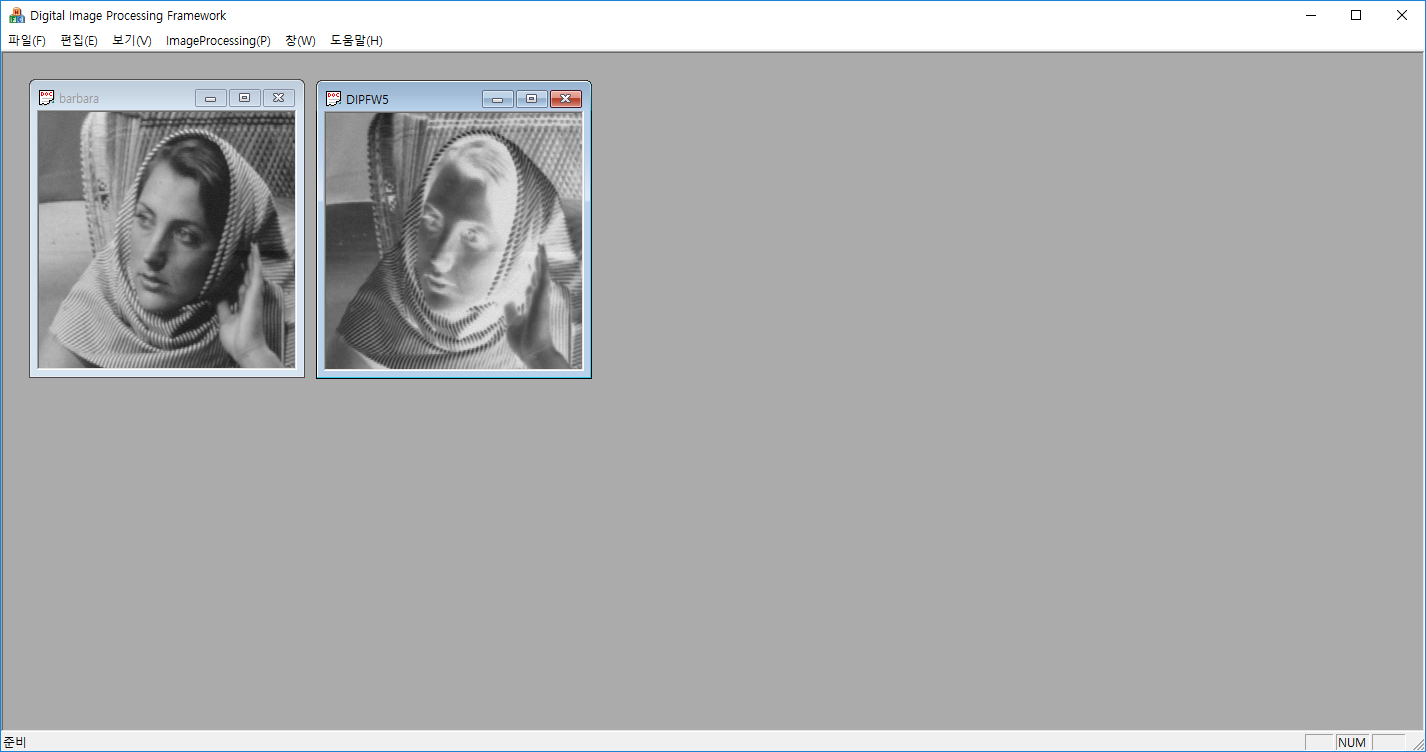 Digital Image Processing Framework
파일(F) 편집(E) 보기(V) ImageProcessing(P) 창(W) 도움말(H)
barbara
DIPFW5
준비
NUM